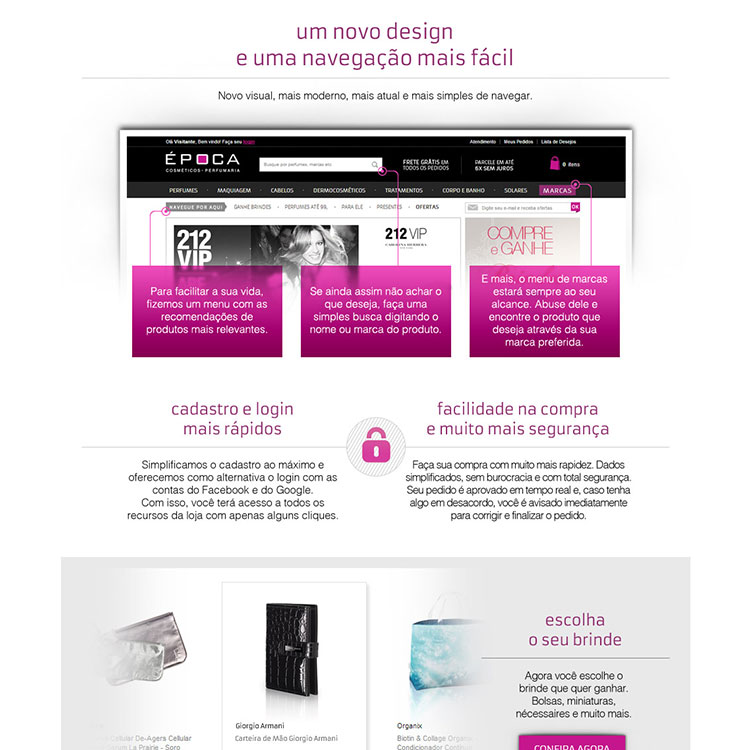 um novo design
e uma navegação mais fácil
Novo visual, mais moderno, mais atual e mais simples de navegar.
Olá Visitante, Bem vindo! Faça seu login
Atendimento | Meus Pedidos | Lista de Desejos
ÉPOCA
COSMÉTICOS · PERFUMARIA
Busque por perfumes, marcas etc
FRETE GRÁTIS EM
TODOS OS PEDIDOS
PARCELE EM ATÉ
6X SEM JUROS
0 itens
PERFUMES · MAQUIAGEM · CABELOS · DERMOCOSMÉTICOS · TRATAMENTOS · CORPO E BANHO · SOLARES MARCAS
NAVEGUE POR AQUI GANHE BRINDES • PERFUMES ATÉ 99, • PARA ELE • PRESENTES • OFERTAS
Digite seu e-mail e receba ofertas. OK
212
VIP
212 VIP
CAROLINA HERRERA
COMPRE
e GANHE
Para facilitar a sua vida,
fizemos um menu com as
recomendações de
produtos mais relevantes.
Se ainda assim não achar o
que deseja, faça uma
simples busca digitando o
nome ou marca do produto.
E mais, o menu de marcas
estará sempre ao seu
alcance. Abuse dele e
encontre o produto que
deseja através da sua
marca preferida.
cadastro e login
mais rápidos
Simplificamos o cadastro ao máximo e
oferecemos como alternativa o login com as
contas do Facebook e do Google.
Com isso, você terá acesso a todos os
recursos da loja com apenas alguns cliques.
facilidade na compra
e muito mais segurança
Faça sua compra com muito mais rapidez. Dados
simplificados, sem burocracia e com total segurança.
Seu pedido é aprovado em tempo real e, caso tenha
algo em desacordo, você é avisado imediatamente
para corrigir e finalizar o pedido.
Cellular De-Agers Cellular
La Prairie - Soro
Giorgio Armani
Carteira de Mão Giorgio Armani
Organix
Biotin & Collage Organix
Condicionador
escolha
o seu brinde
Agora você escolhe o
brinde que quer ganhar.
Bolsas, miniaturas,
nécessaires e muito mais.
CONFIRA AGORA